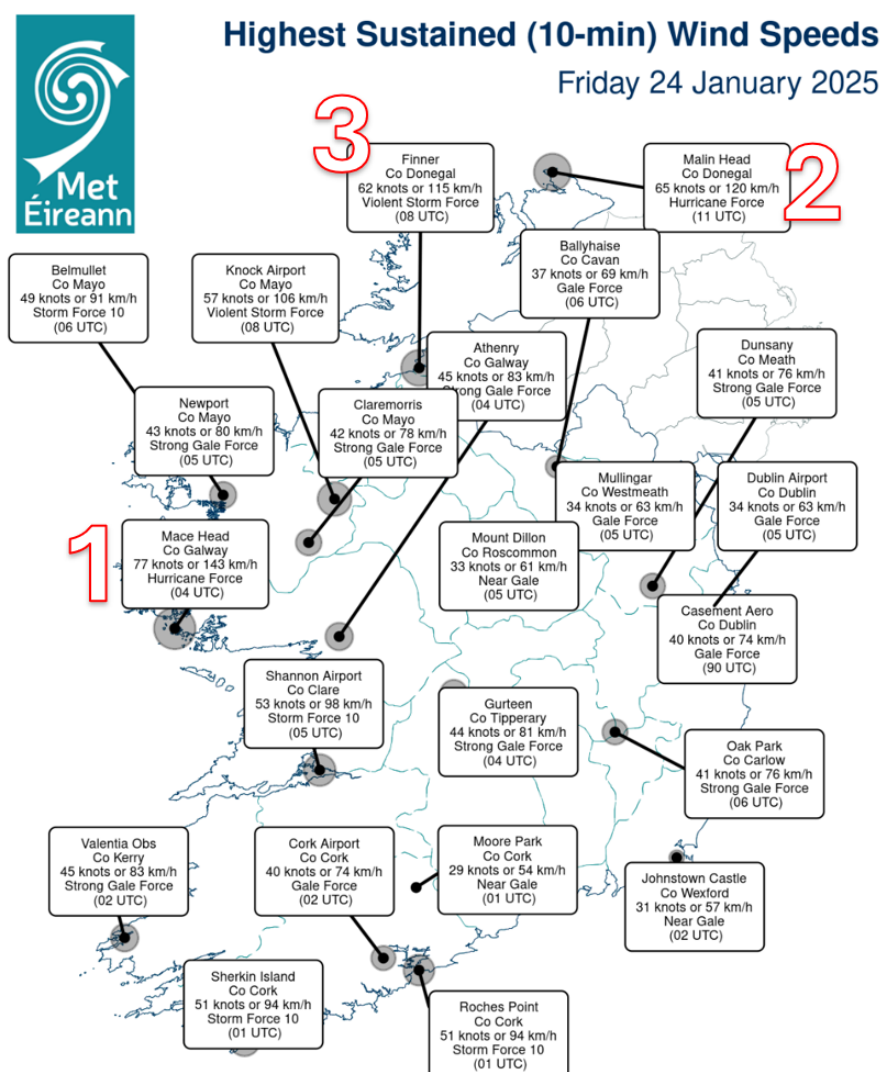 Highest Sustained (10-min) Wind Speeds
Friday 24 January 2025
Met
Éireann
3
Finner
Co Donegal
62 knots or 115 km/h
Violent Storm Force
(08 UTC)
Malin Head
Co Donegal
65 knots or 120 km/h
Hurricane Force
(11 UTC)
2
Ballyhaise
Co Cavan
37 knots or 69 km/h
Gale Force
(06 UTC)
Belmullet
Co Mayo
49 knots or 91 km/h
Storm Force 10
(06 UTC)
Knock Airport
Co Mayo
57 knots or 106 km/h
Violent Storm Force
(08 UTC)
Athenry
Co Galway
45 knots or 83 km/h
Strong Gale Force
(04 UTC)
Dunsany
Co Meath
41 knots or 76 km/h
Strong Gale Force
(05 UTC)
Newport
Co Mayo
43 knots or 80 km/h
Strong Gale Force
(05 UTC)
Claremorris
Co Mayo
42 knots or 78 km/h
Strong Gale Force
(05 UTC)
Mullingar
Co Westmeath
34 knots or 63 km/h
Gale Force
(05 UTC)
Dublin Airport
Co Dublin
34 knots or 63 km/h
Gale Force
(05 UTC)
1
Mace Head
Co Galway
77 knots or 143 km/h
Hurricane Force
(04 UTC)
Mount Dillon
Co Roscommon
33 knots or 61 km/h
Near Gale
(05 UTC)
Casement Aero
Co Dublin
40 knots or 74 km/h
Gale Force
(90 UTC)
Shannon Airport
Co Clare
53 knots or 98 km/h
Storm Force 10
(05 UTC)
Gurteen
Co Tipperary
44 knots or 81 km/h
Strong Gale Force
(04 UTC)
Oak Park
Co Carlow
41 knots or 76 km/h
Strong Gale Force
(06 UTC)
Valentia Obs
Co Kerry
45 knots or 83 km/h
Strong Gale Force
(02 UTC)
Cork Airport
Co Cork
40 knots or 74 km/h
Gale Force
(02 UTC)
Moore Park
Co Cork
29 knots or 54 km/h
Near Gale
(01 UTC)
Johnstown Castle
Co Wexford
31 knots or 57 km/h
Near Gale
(02 UTC)
Sherkin Island
Co Cork
51 knots or 94 km/h
Storm Force 10
(01 UTC)
Roches Point
Co Cork
51 knots or 94 km/h
Storm Force 10
(01 UTC)